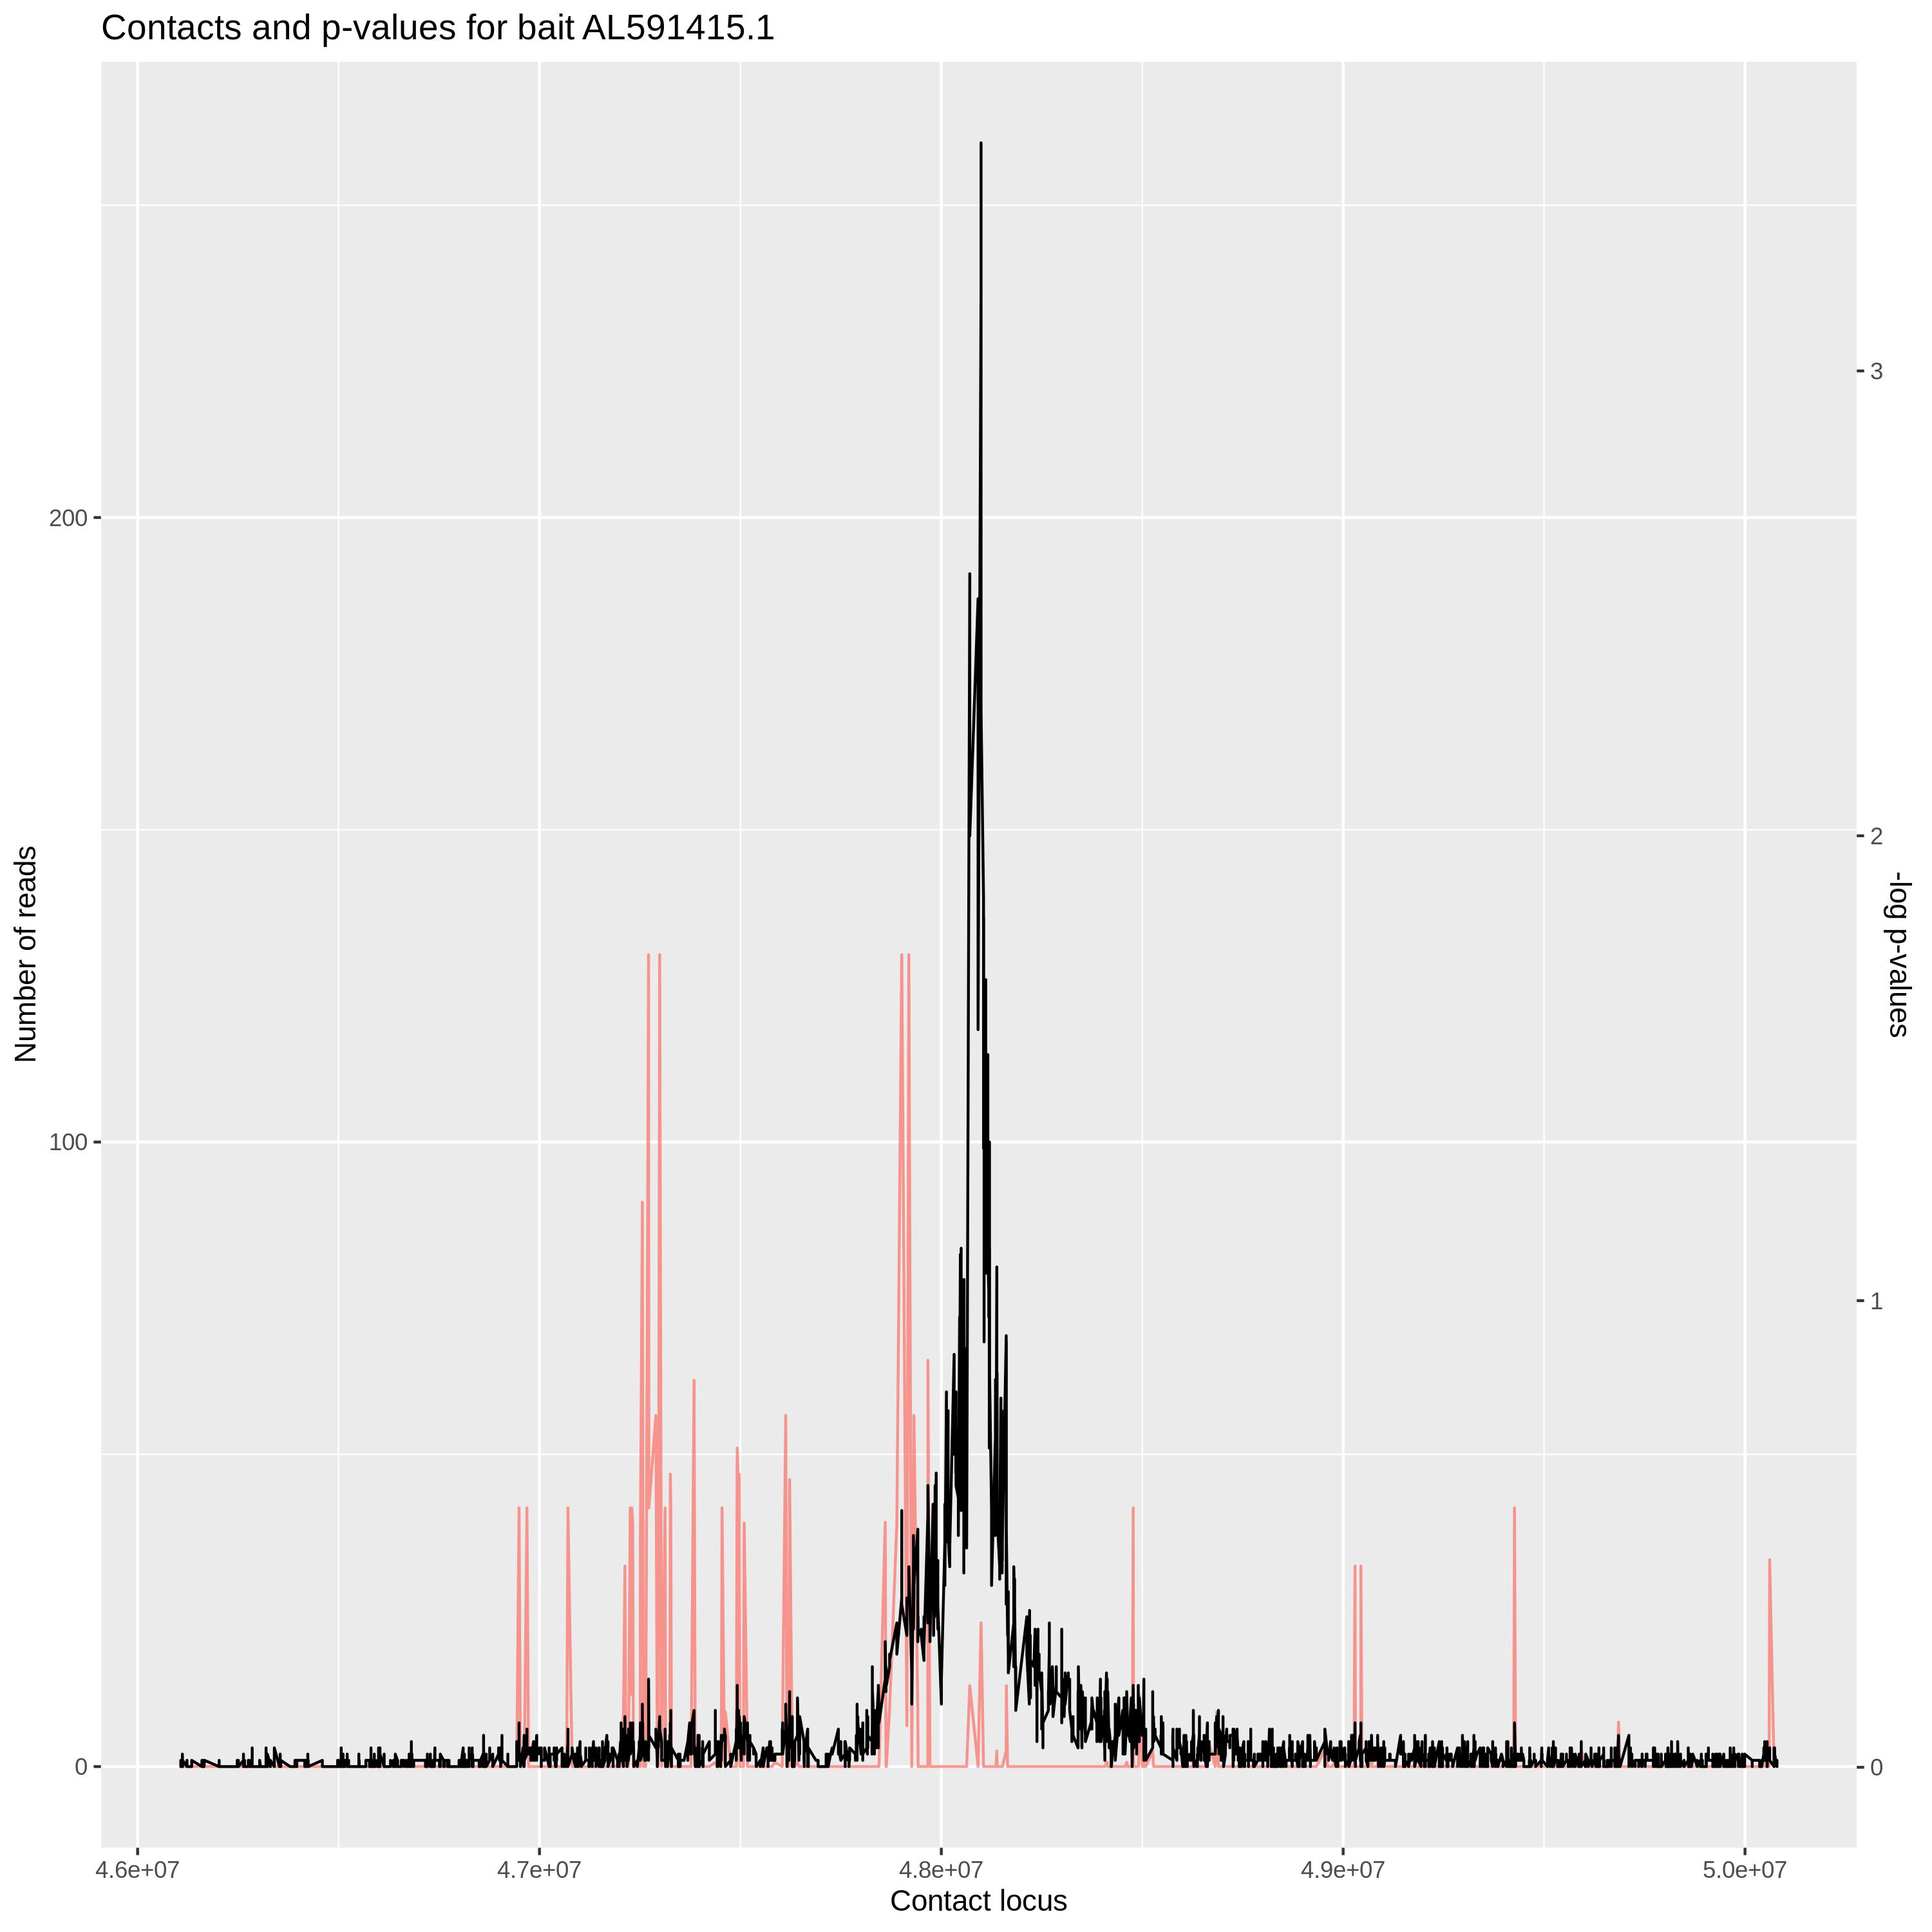 Contacts and p-values for bait AL591415.1
Number of reads
200
100
0
3
2
1
0
-log p-values
4.6e+07 4.7e+07 4.8e+07 4.9e+07 5.0e+07
Contact locus